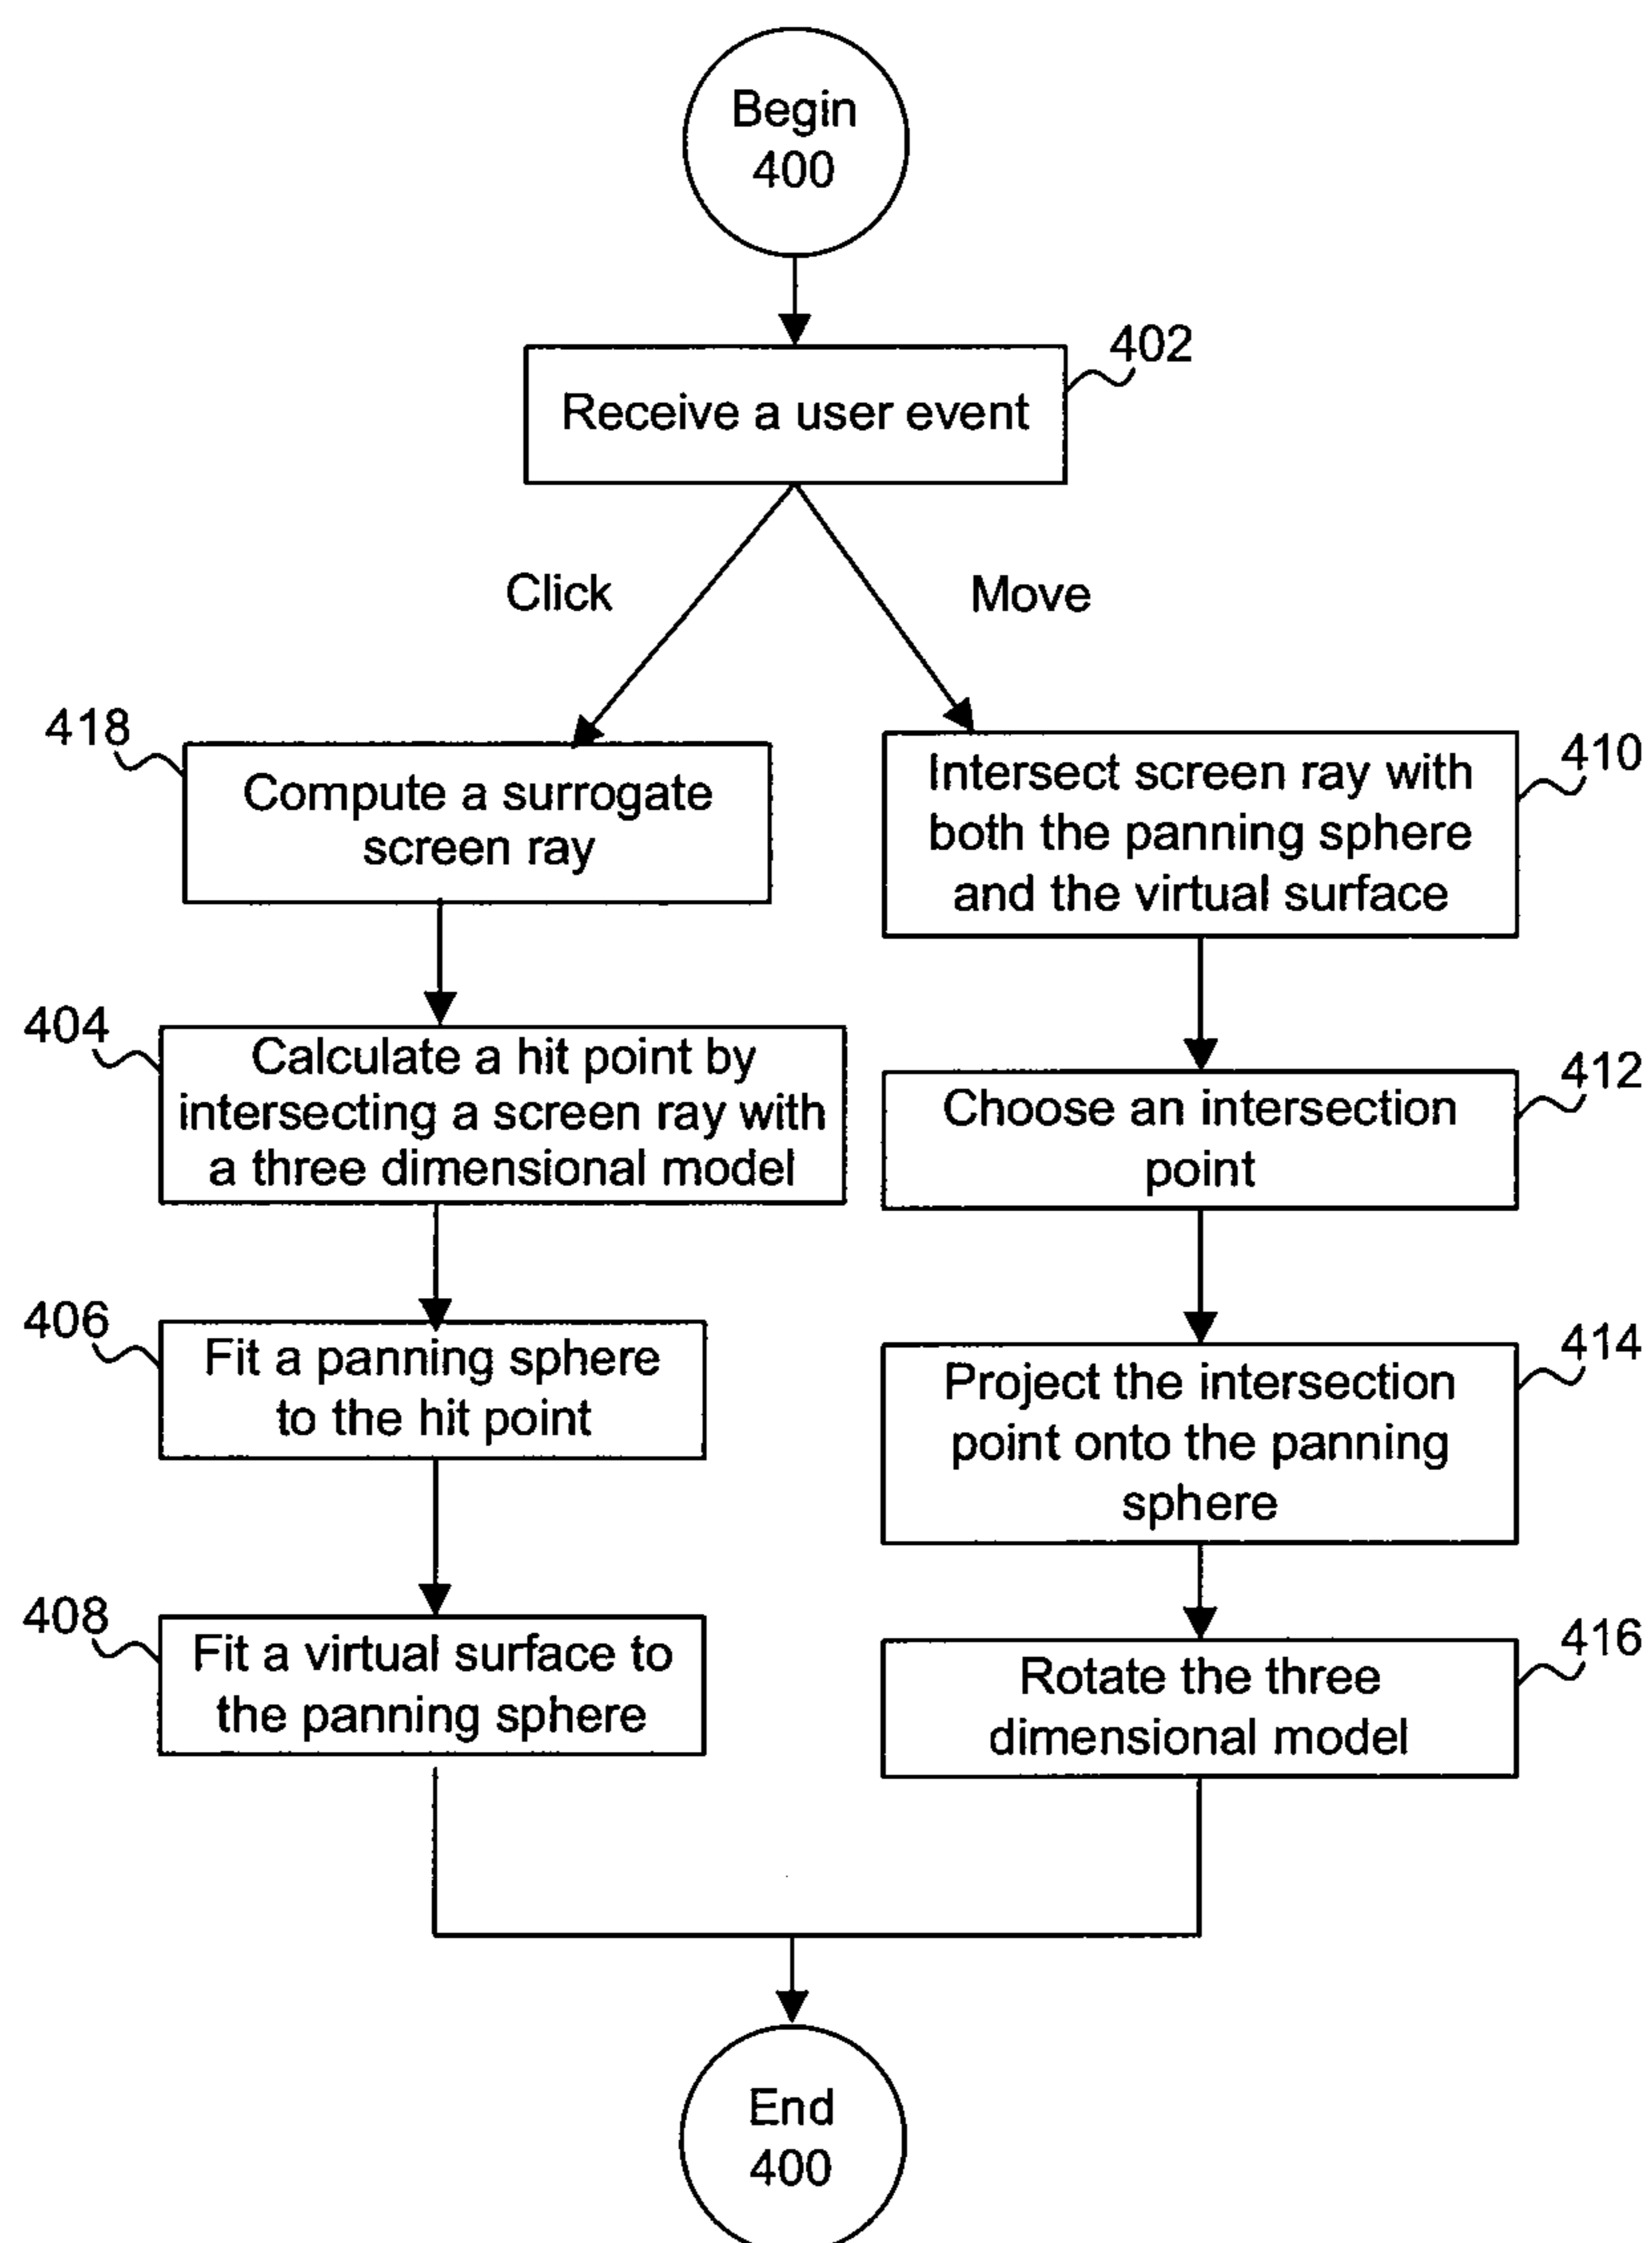 Begin
400
402
Receive a user event
Click
Move
418
Compute a surrogate
screen ray
404
Calculate a hit point by
intersecting a screen ray with
a three dimensional model
406
Fit a panning sphere
to the hit point
408
Fit a virtual surface to
the panning sphere
410
Intersect screen ray with
both the panning sphere
and the virtual surface
412
Choose an intersection
point
414
Project the intersection
point onto the panning
sphere
416
Rotate the three
dimensional model
End
400